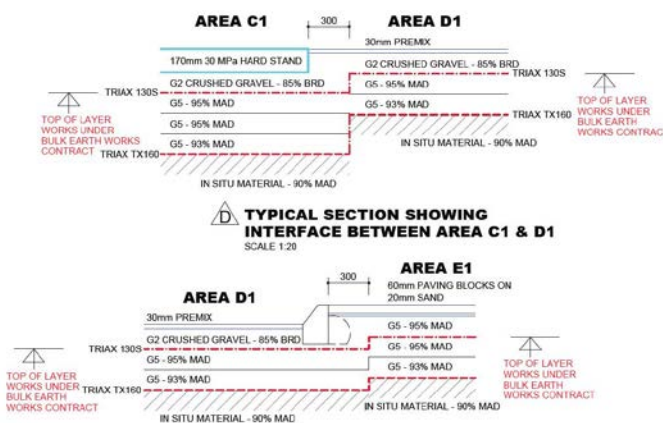 AREA C1
300
AREA D1
30mm PREMIX
170mm 30 MPa HARD STAND
G2 CRUSHED GRAVEL - 85% BRD
G2 CRUSHED GRAVEL - 85% BRD
TRIAX 130S
TRIAX 130S
G5 - 95% MAD
G5 - 95% MAD
G5 - 95% MAD
G5 - 93% MAD
G5 - 93% MAD
TRIAX TX160
TRIAX TX160
TOP OF LAYER
WORKS UNDER
BULK EARTH WORKS
CONTRACT
TOP OF LAYER
WORKS UNDER
BULK EARTH
WORKS CONTRACT
IN SITU MATERIAL - 90% MAD
IN SITU MATERIAL - 90% MAD
D
TYPICAL SECTION SHOWING
INTERFACE BETWEEN AREA C1 & D1
SCALE 1:20
AREA D1
300
AREA E1
60mm PAVING BLOCKS ON
20mm SAND
30mm PREMIX
G2 CRUSHED GRAVEL - 85% BRD
TRIAX 130S
G5 - 95% MAD
G5 - 93% MAD
TRIAX TX160
G5 - 95% MAD
G5 - 95% MAD
G5 - 93% MAD
TOP OF LAYER
WORKS UNDER
BULK EARTH
WORKS CONTRACT
TOP OF LAYER
WORKS UNDER
BULK EARTH
WORKS CONTRACT
IN SITU MATERIAL - 90% MAD
IN SITU MATERIAL - 90% MAD